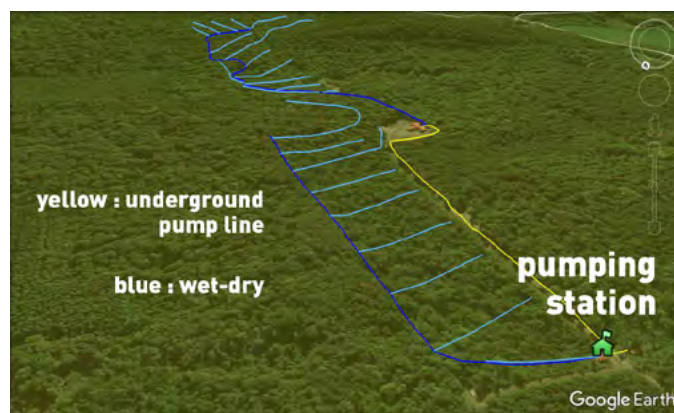 yellow : underground
pump line
blue : wet-dry
pumping
station
Google Earth